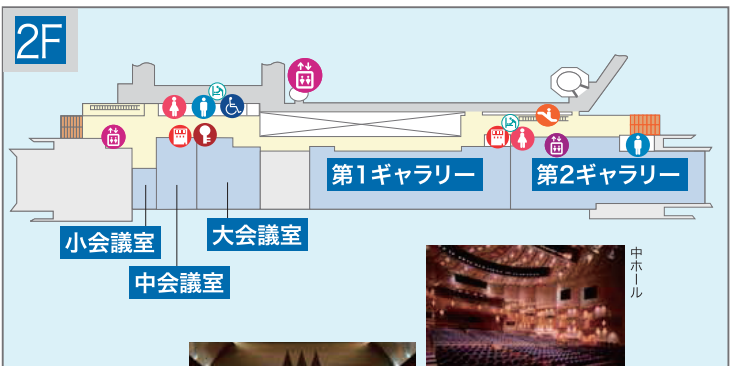 2F
第1ギャラリー
第2ギャラリー
小会議室
大会議室
中会議室
中ホール